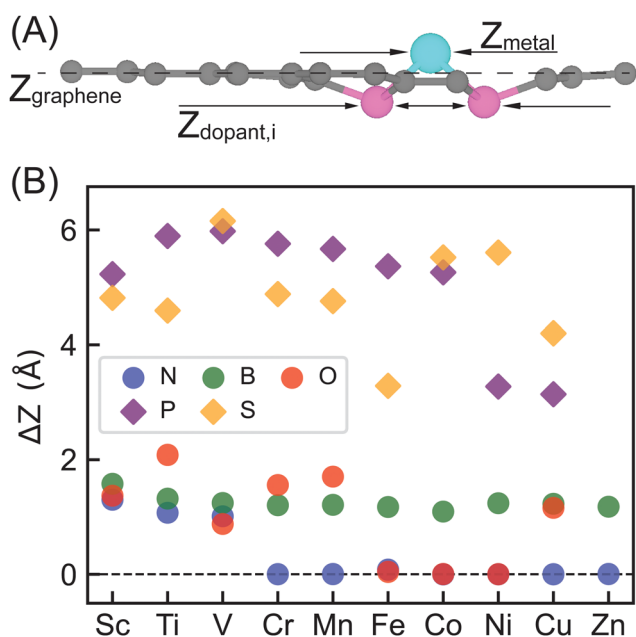 (A)
Zmetal
Zgraphene
Zdopant,i
(B)
ΔZ (Å)
6
4
2
0
N B O
P S
Sc Ti V Cr Mn Fe Co Ni Cu Zn